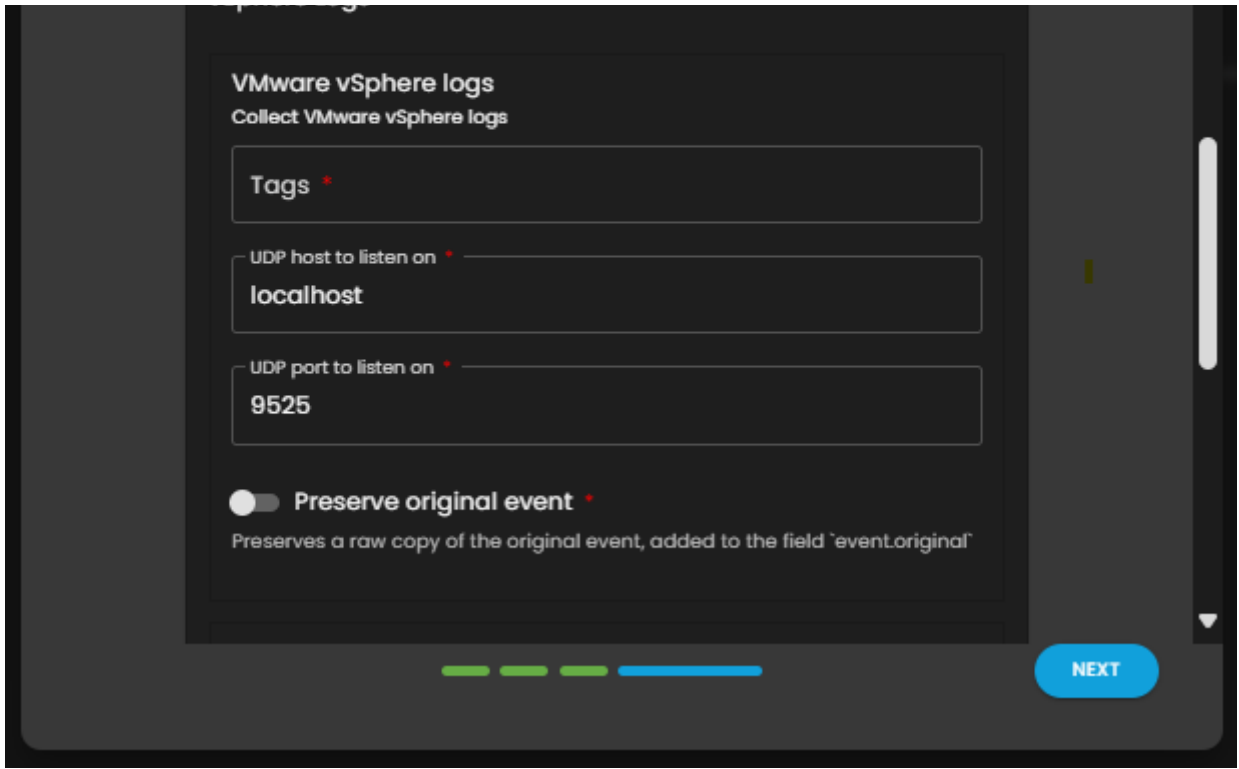 VMware vSphere logs
Collect VMware vSphere logs
Tags *
UDP host to listen on *
localhost
UDP port to listen on *
9525
Preserve original event *
Preserves a raw copy of the original event, added to the field `event.original`
NEXT